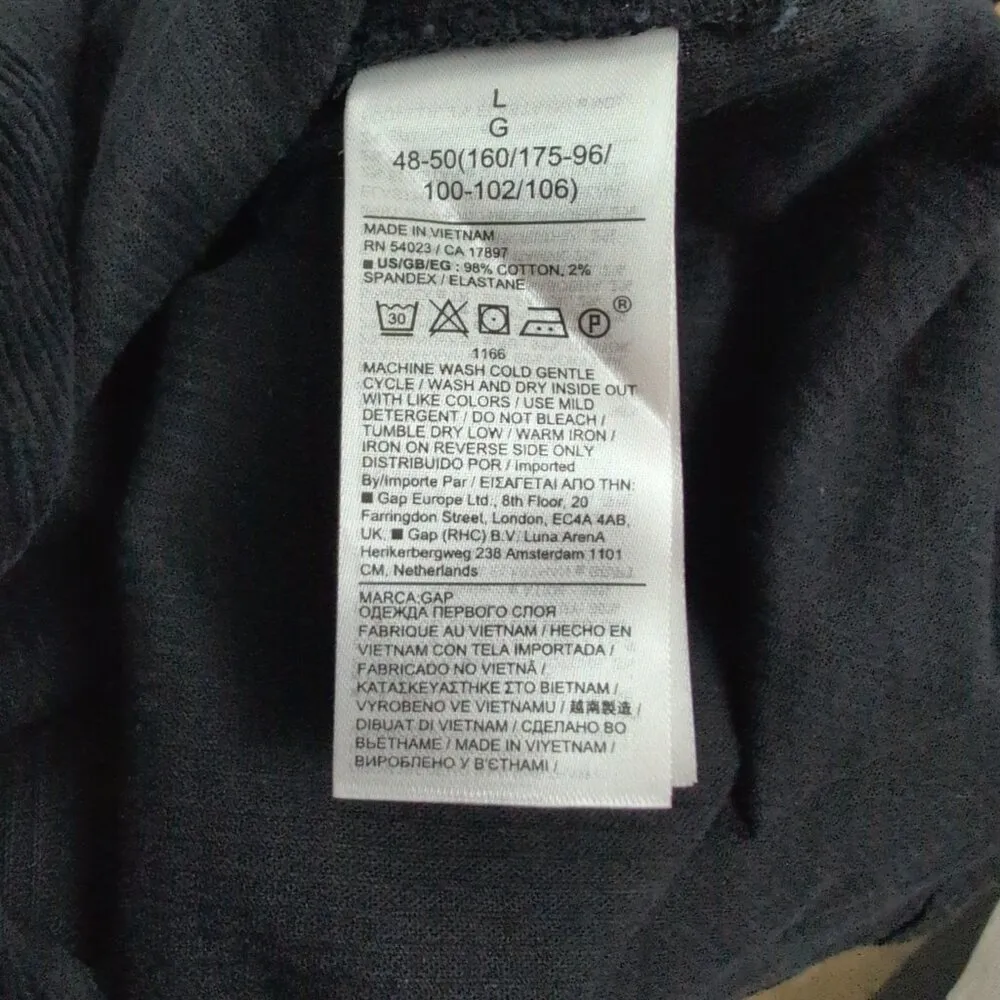 L
G
48-50(160/175-96/
100-102/106)
MADE IN VIETNAM
RN 54023 / CA 17897
■ US/GB/EG : 98% COTTON, 2%
SPANDEX / ELASTANE
30 P ®
1166
MACHINE WASH COLD GENTLE
CYCLE / WASH AND DRY INSIDE OUT
WITH LIKE COLORS / USE MILD
DETERGENT / DO NOT BLEACH /
TUMBLE DRY LOW / WARM IRON /
IRON ON REVERSE SIDE ONLY
DISTRIBUIDO POR / imported
By/Importe Par / ΕΙΣΑΓΕΤΑΙ ΑΠΟ ΤΗΝ:
■ Gap Europe Ltd., 8th Floor, 20
Farringdon Street, London, EC4A 4AB,
UK. ■ Gap (RHC) B.V. Luna ArenA
Herikerbergweg 238 Amsterdam 1101
CM, Netherlands
MARCA:GAP
ОДЕЖДА ПЕРВОГО СЛОЯ
FABRIQUE AU VIETNAM / HECHO EN
VIETNAM CON TELA IMPORTADA /
FABRICADO NO VIETNÃ /
ΚΑΤΑΣΚΕΥΑΣΤΗΚΕ ΣΤΟ ΒΙΕΤΝΑΜ /
VYROBENO VE VIETNAMU / 越南製造 /
DIBUAT DI VIETNAM / СДЕЛАНО ВО
ВЬЕТНАМЕ / MADE IN VIYETNAM /
ВИРОБЛЕНО У В'ЄТНАМІ /